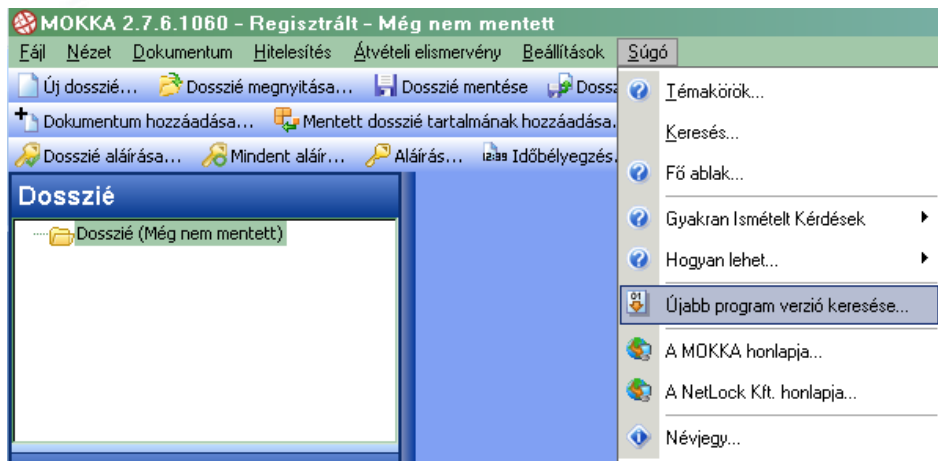 MOKKA 2.7.6.1060 - Regisztrált - Még nem mentett
Fájl Nézet Dokumentum Hitelesítés Átvételi elismervény Beállítások Súgó
Új dosszié... Dosszié megnyitása... Dosszié mentése Dossz
Dokumentum hozzáadása... Mentett dosszié tartalmának hozzáadása.
Dosszié aláírása... Mindent aláír... Aláírás... Időbélyegzés.
Dosszié
Dosszié (Még nem mentett)
Témakörök...
Keresés...
Fő ablak...
Gyakran Ismételt Kérdések
Hogyan lehet...
Újabb program verzió keresése...
A MOKKA honlapja...
A NetLock Kft. honlapja...
Névjegy...